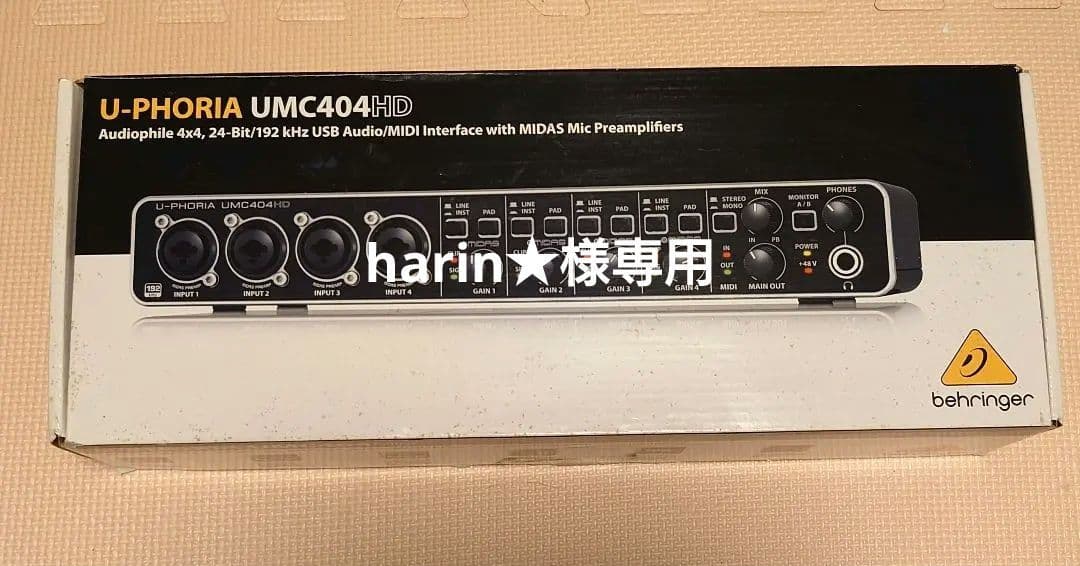 U-PHORIA UMC404HD
Audiophile 4x4, 24-Bit/192 kHz USB Audio/MIDI Interface with MIDAS Mic Preamplifiers
U-PHORIA UMC404HD
LINE
INST
PAD
LINE
INST
PAD
LINE
INST
PAD
LINE
INST
PAD
STEREO
MONO
MIX
MONITOR
A / B
PHONES
MIDAS
MIDAS
IN
PB
IN
OUT
MIDI
POWER
+48 V
harin★様専用
192
INPUT 1
INPUT 2
INPUT 3
INPUT 4
GAIN 1
GAIN 2
GAIN 3
GAIN 4
MAIN OUT
behringer